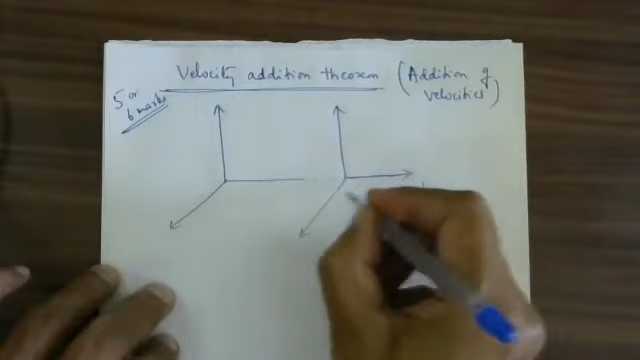 Velocity addition theorem (Addition of
velocities)
5 or
6 marks